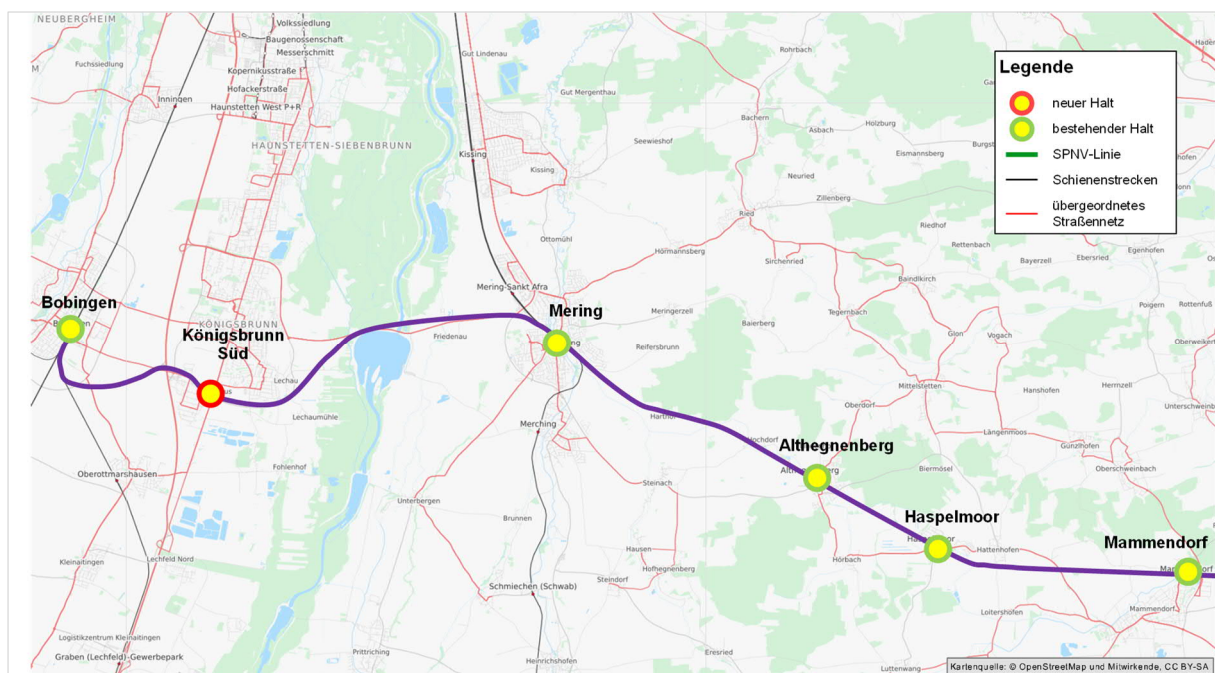 NEUBERGHEIM
Volkssiedlung
Baugenossenschaft
Messerschmitt
Fuchssiedlung
Kopernikusstraße
Hofackerstraße
Haunstetten West P+R
Inningen
HAUNSTETTEN-SIEBENBRUNN
Gut Lindenau
Gut Mergenthau
Rohrbach
Bachern
Asbach
Holzburg
Eismannsberg
Seewieshof
Kissing
Kissing
Neuried
Zillenberg
Ried
Riedhof
Rettenbach
Egenhofen
Ebersried
Bayerzell
Ottomühl
Hörmannsberg
Sirchenried
Baindlkirch
Poigern
Rottenfuß
Mering-Sankt Afra
Meringerzell
Tegernbach
Glon
Vogach
Oberweikert
Legende
neuer Halt
bestehender Halt
SPNV-Linie
Schienenstrecken
übergeordnetes
Straßennetz
Bobingen
KÖNIGSBRUNN
Königsbrunn
Süd
Mering
Friedenau
Baierberg
Reifersbrunn
Mittelstetten
Hanshofen
Hermzell
Unterschweinba
Lechau
Lechaumühle
Oberdorf
Merching
Hochdorf
Längenmoos
Günzlhofen
Althegnenberg
Biermösel
Oberschweinbach
Fohlenhof
Oberottmarshausen
Steinach
Unterbergen
Brunnen
Haspelmoor
Hattenhofen
Mammendorf
Lechfeld Nord
Kleinaitingen
Hausen
Hofhegnenberg
Hörbach
Schmiechen (Schwab)
Steindorf
Loitershofen
Mammendorf
Logistikzentrum Kleinaitingen
Graben (Lechfeld)-Gewerbepark
Prittriching
Heinrichshofen
Eresried
Luttenwang
Kartenquelle: © OpenStreetMap und Mitwirkende, CC BY-SA